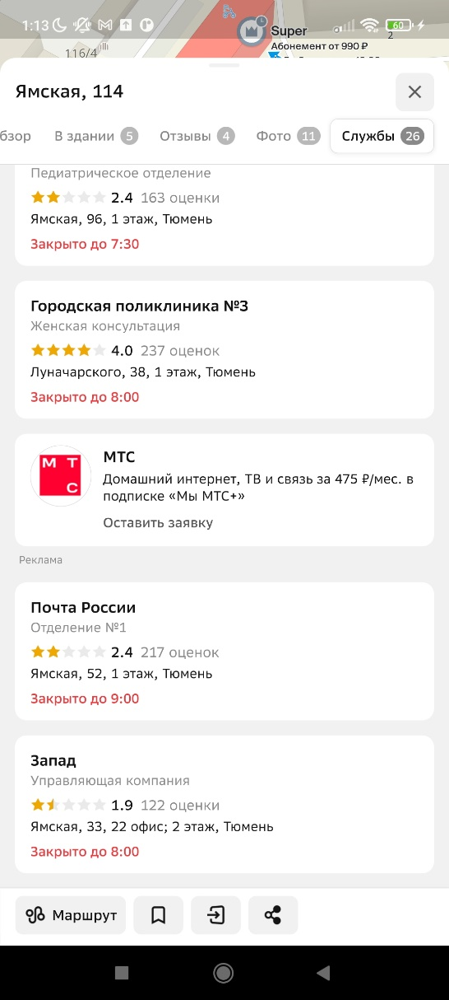 1:13
60
2
116/4
Super
Абонемент от 990 ₽
Ямская, 114
бзор
В здании 5
Отзывы 4
Фото 11
Службы 26
Педиатрическое отделение
2.4 163 оценки
Ямская, 96, 1 этаж, Тюмень
Закрыто до 7:30
Городская поликлиника №3
Женская консультация
4.0 237 оценок
Луначарского, 38, 1 этаж, Тюмень
Закрыто до 8:00
МТС
МТС
Домашний интернет, ТВ и связь за 475 ₽/мес. в
подписке «Мы МТС+»
Оставить заявку
Реклама
Почта России
Отделение №1
2.4 217 оценок
Ямская, 52, 1 этаж, Тюмень
Закрыто до 9:00
Запад
Управляющая компания
1.9 122 оценки
Ямская, 33, 22 офис; 2 этаж, Тюмень
Закрыто до 8:00
Маршрут